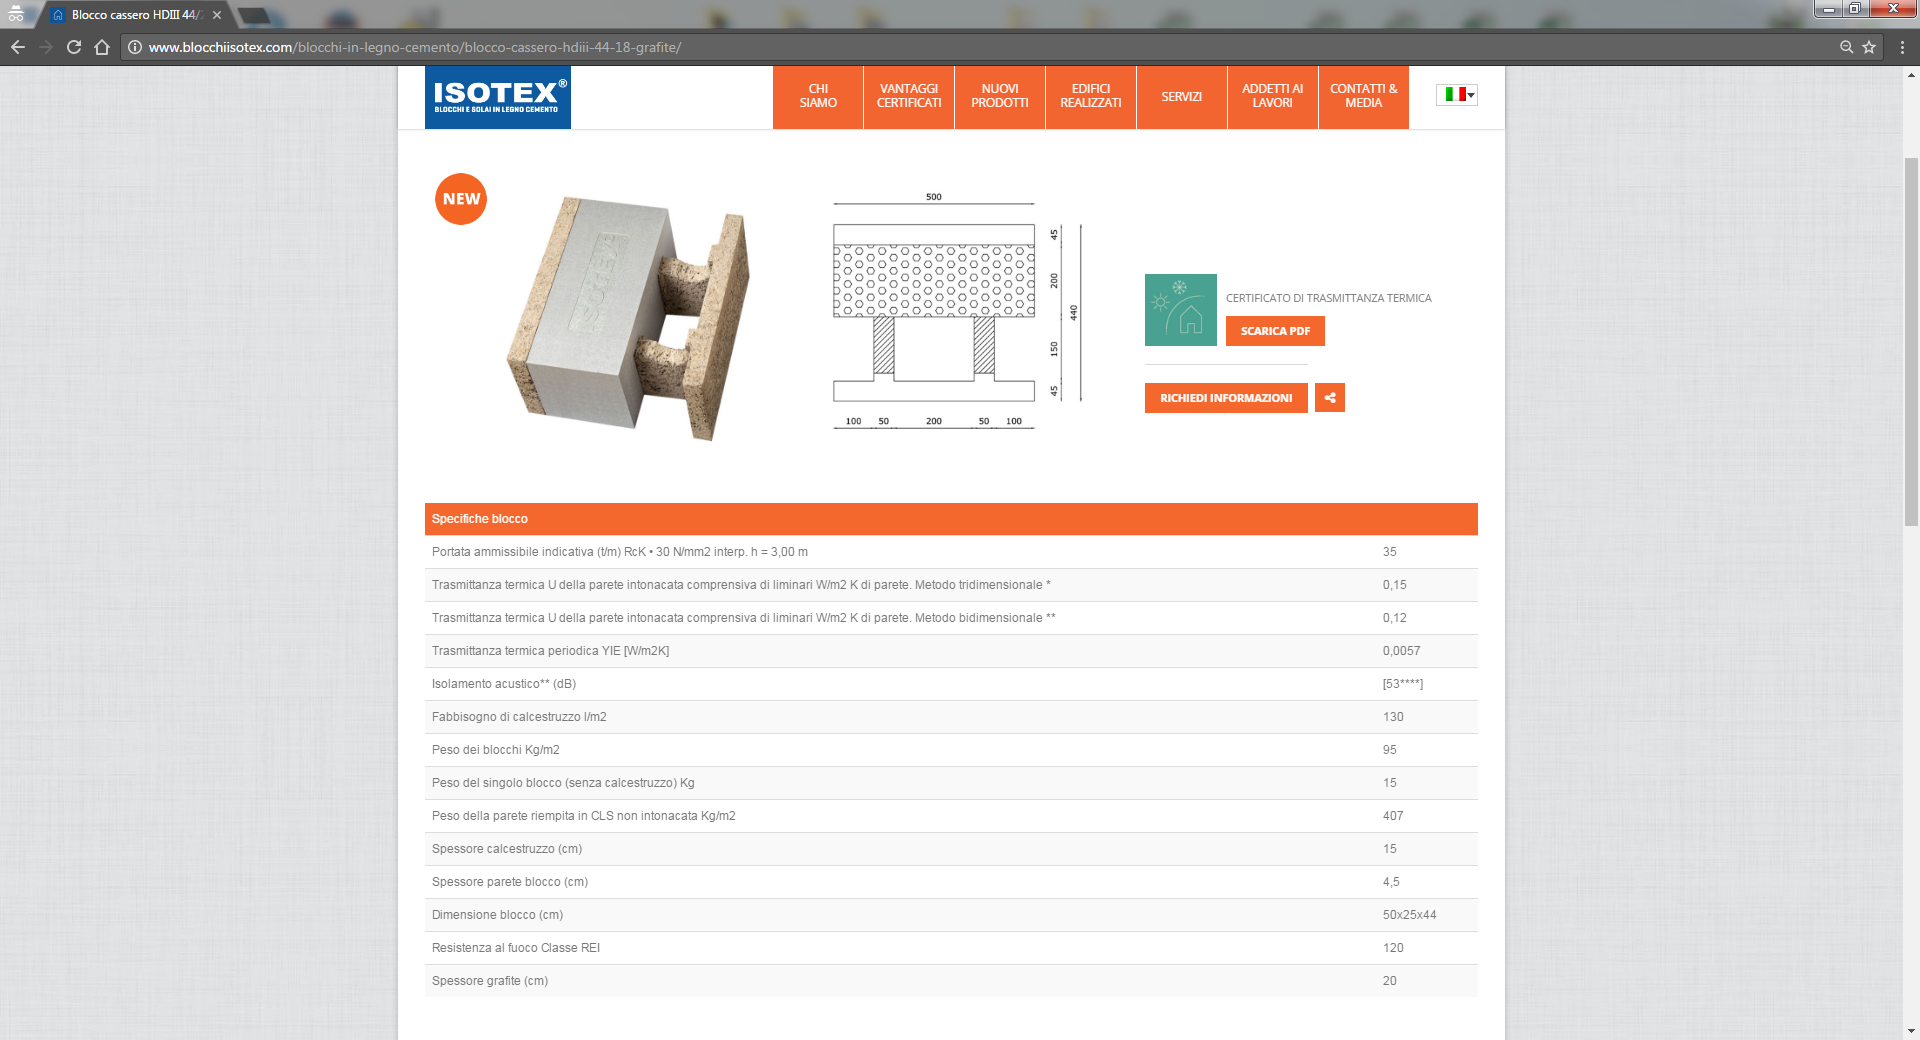 Blocco cassero HDIII 44/
www.blocchiisotex.com/blocchi-in-legno-cemento/blocco-cassero-hdiii-44-18-grafite/
ISOTEX®
BLOCCHI E SOLAI IN LEGNO CEMENTO
CHI
SIAMO
VANTAGGI
CERTIFICATI
NUOVI
PRODOTTI
EDIFICI
REALIZZATI
SERVIZI
ADDETTI AI
LAVORI
CONTATTI &
MEDIA
NEW
ISOTEX
500
45
200
440
150
45
100 50 200 50 100
CERTIFICATO DI TRASMITTANZA TERMICA
SCARICA PDF
RICHIEDI INFORMAZIONI
Specifiche blocco
Portata ammissibile indicativa (t/m) RcK • 30 N/mm2 interp. h = 3,00 m 35
Trasmittanza termica U della parete intonacata comprensiva di liminari W/m2 K di parete. Metodo tridimensionale * 0,15
Trasmittanza termica U della parete intonacata comprensiva di liminari W/m2 K di parete. Metodo bidimensionale ** 0,12
Trasmittanza termica periodica YIE [W/m2K] 0,0057
Isolamento acustico** (dB) [53****]
Fabbisogno di calcestruzzo l/m2 130
Peso dei blocchi Kg/m2 95
Peso del singolo blocco (senza calcestruzzo) Kg 15
Peso della parete riempita in CLS non intonacata Kg/m2 407
Spessore calcestruzzo (cm) 15
Spessore parete blocco (cm) 4,5
Dimensione blocco (cm) 50x25x44
Resistenza al fuoco Classe REI 120
Spessore grafite (cm) 20